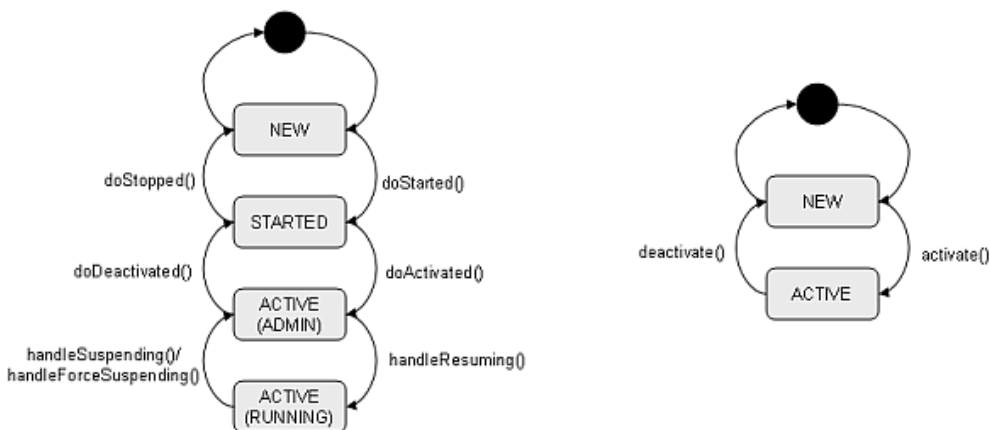 NEW
doStopped()
doStarted()
STARTED
doDeactivated()
doActivated()
ACTIVE
(ADMIN)
handleSuspending()/
handleForceSuspending()
handleResuming()
ACTIVE
(RUNNING)
NEW
deactivate()
activate()
ACTIVE